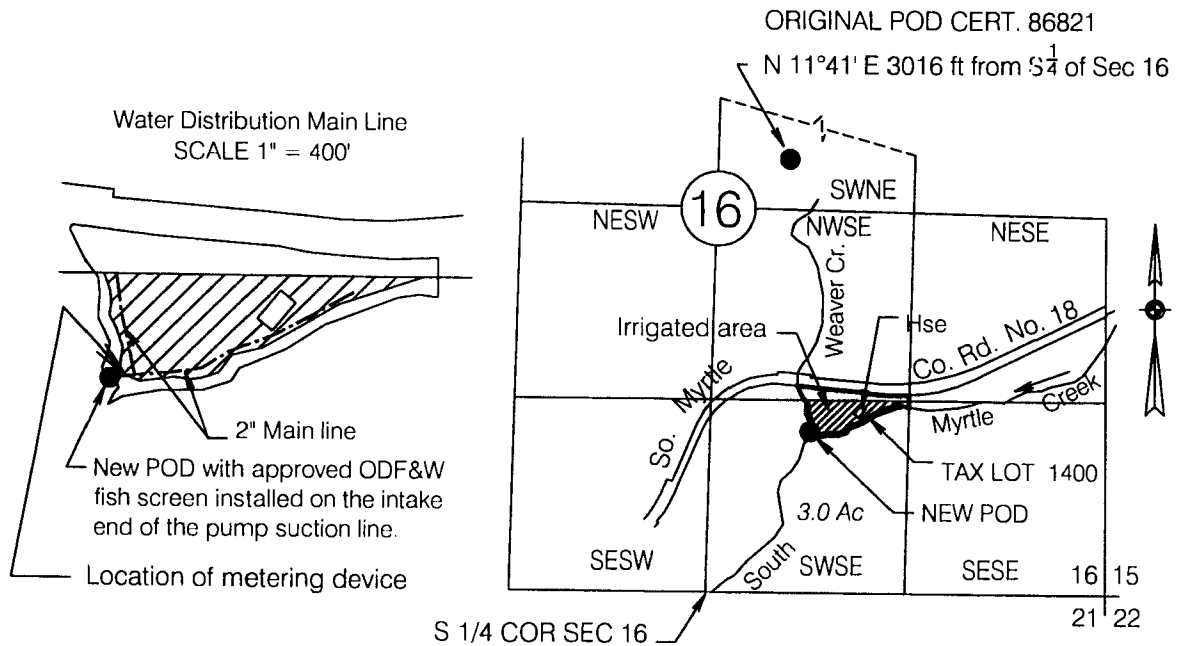 ORIGINAL POD CERT. 86821
N 11°41' E 3016 ft from S 1/4 of Sec 16
Water Distribution Main Line
SCALE 1" = 400'
2" Main line
New POD with approved ODF&W
fish screen installed on the intake
end of the pump suction line.
Location of metering device
16
SWNE
NESW
NWSE
NESE
Weaver Cr.
Irrigated area
Hse
Co. Rd. No. 18
So. Myrtle
Myrtle Creek
TAX LOT 1400
3.0 Ac
NEW POD
South
SESW
SWSE
SESE
16 15
21 22
S 1/4 COR SEC 16